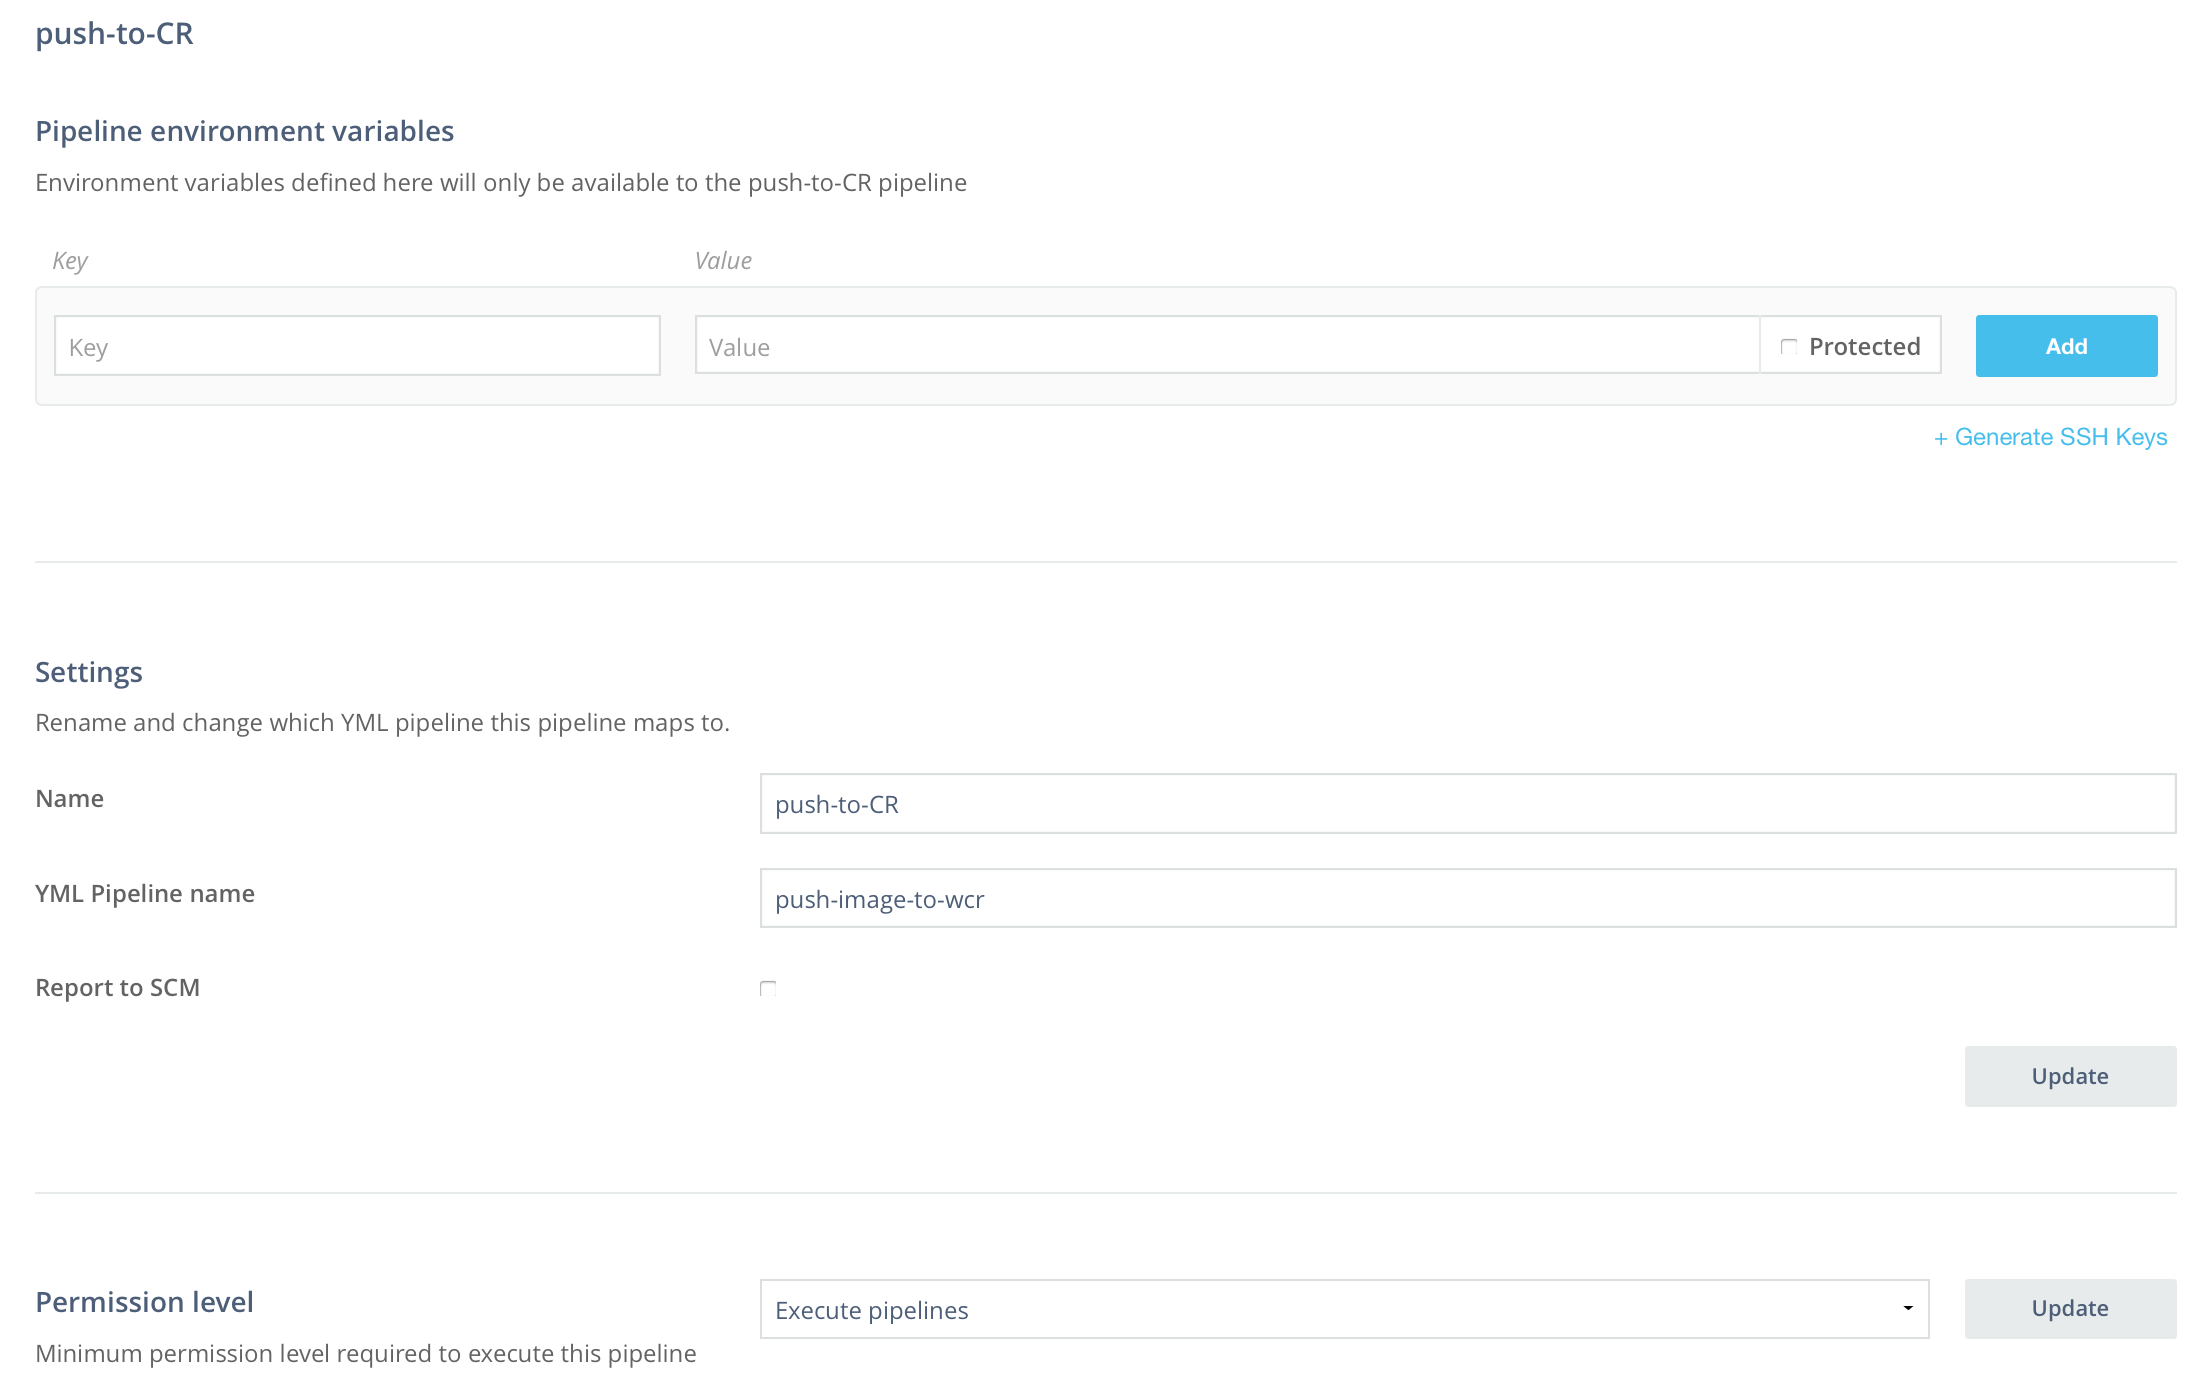 push-to-CR
Pipeline environment variables
Environment variables defined here will only be available to the push-to-CR pipeline
Key Value
Key Value Protected Add
+ Generate SSH Keys
Settings
Rename and change which YML pipeline this pipeline maps to.
Name push-to-CR
YML Pipeline name push-image-to-wcr
Report to SCM
Update
Permission level Execute pipelines Update
Minimum permission level required to execute this pipeline